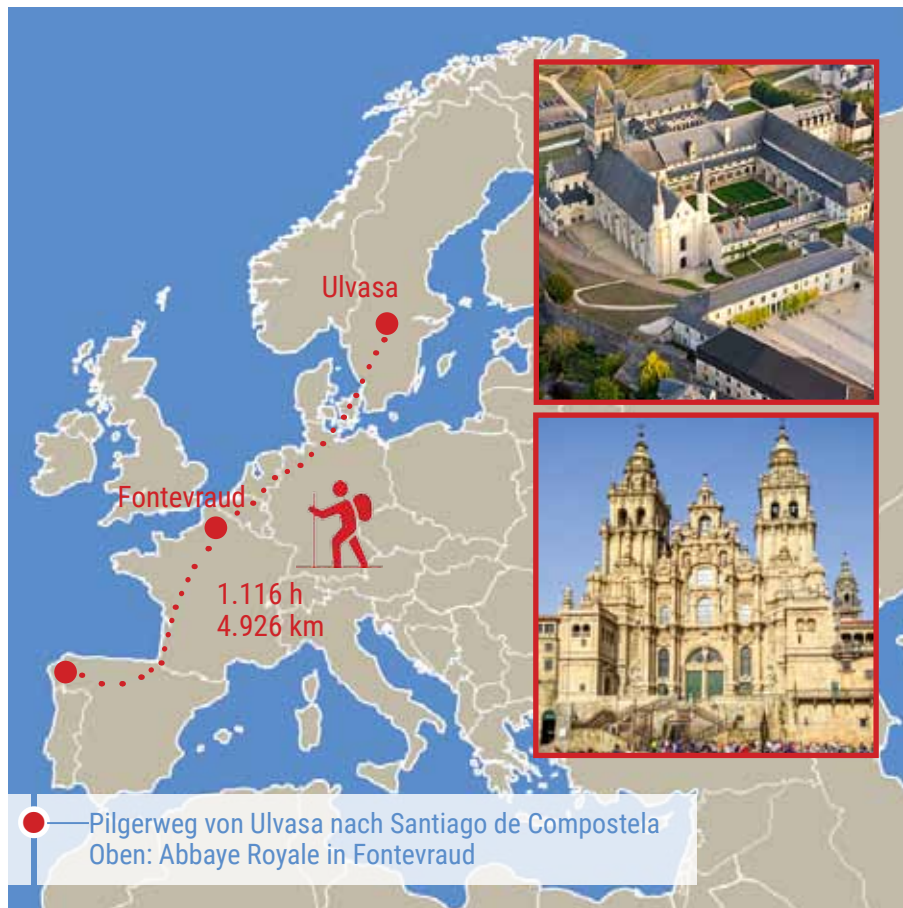 Ulvasa
Fontevraud
1.116 h
4.926 km
Pilgerweg von Ulvasa nach Santiago de Compostela
Oben: Abbaye Royale in Fontevraud